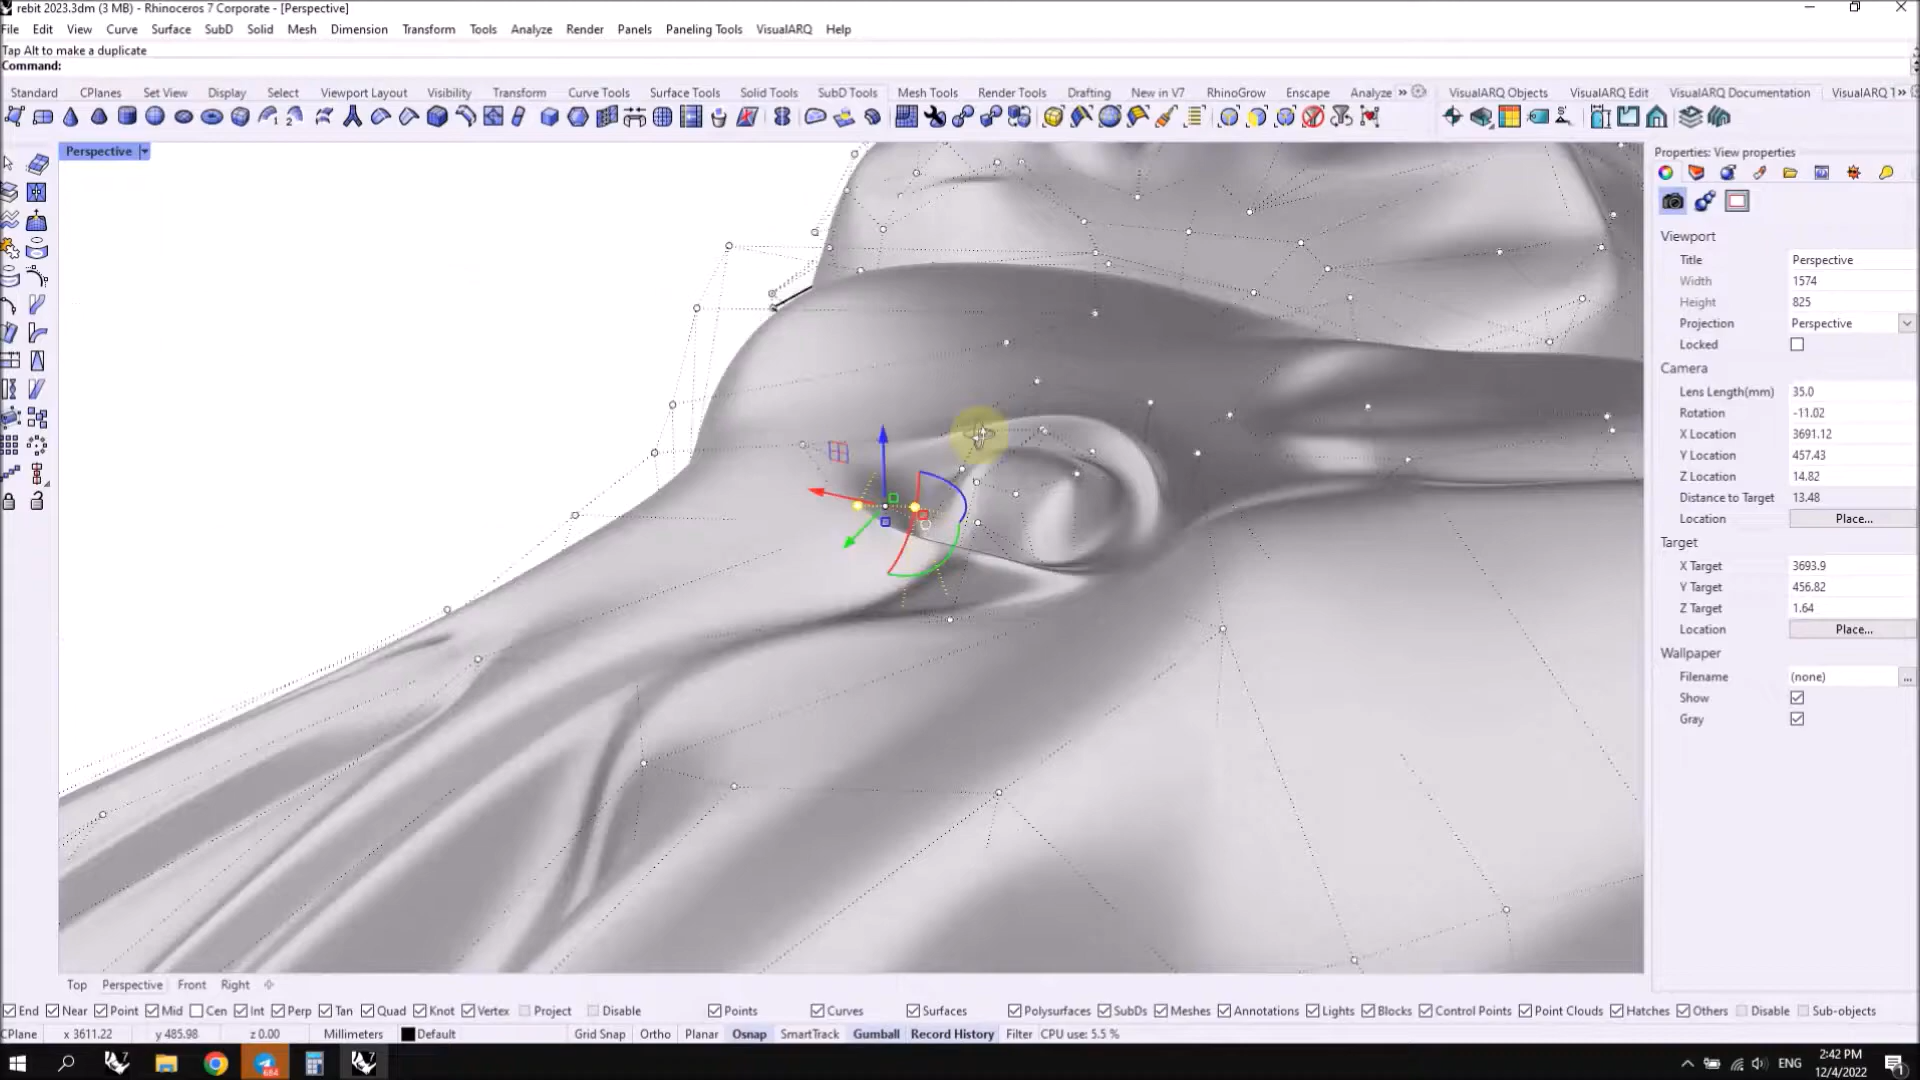 rebit 2023.3dm (3 MB) - Rhinoceros 7 Corporate - [Perspective]
File Edit View Curve Surface SubD Solid Mesh Dimension Transform Tools Analyze Render Panels Paneling Tools VisualARQ Help
Tap Alt to make a duplicate
Command:
Standard CPlanes Set View Display Select Viewport Layout Visibility Transform Curve Tools Surface Tools Solid Tools SubD Tools Mesh Tools Render Tools Drafting New in V7 RhinoGrow Enscape Analyze » VisualARQ Objects VisualARQ Edit VisualARQ Documentation VisualARQ 1 »
Perspective
Properties: View properties
Viewport
Title Perspective
Width 1574
Height 825
Projection Perspective
Locked
Camera
Lens Length(mm) 35.0
Rotation -11.02
X Location 3691.12
Y Location 457.43
Z Location 14.82
Distance to Target 13.48
Location Place...
Target
X Target 3693.9
Y Target 456.82
Z Target 1.64
Location Place...
Wallpaper
Filename (none) ...
Show
Gray
Top Perspective Front Right
End Near Point Mid Cen Int Perp Tan Quad Knot Vertex Project Disable Points Curves Surfaces Polysurfaces SubDs Meshes Annotations Lights Blocks Control Points Point Clouds Hatches Others Disable Sub-objects
CPlane x 3611.22 y 485.98 z 0.00 Millimeters Default Grid Snap Ortho Planar Osnap SmartTrack Gumball Record History Filter CPU use: 5.5 %
ENG 2:42 PM
12/4/2022